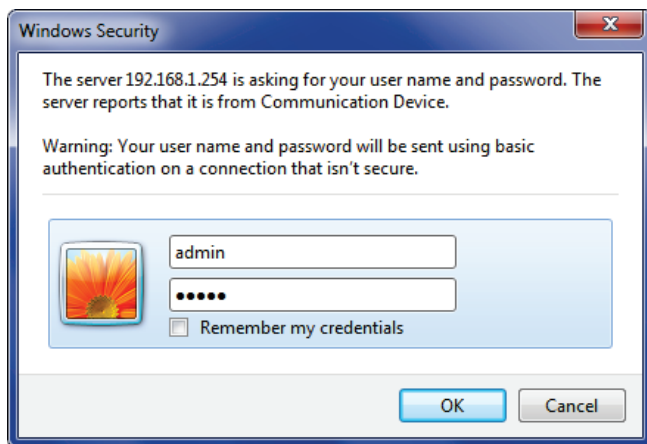 Windows Security
The server 192.168.1.254 is asking for your user name and password. The
server reports that it is from Communication Device.
Warning: Your user name and password will be sent using basic
authentication on a connection that isn't secure.
admin
•••••
Remember my credentials
OK
Cancel